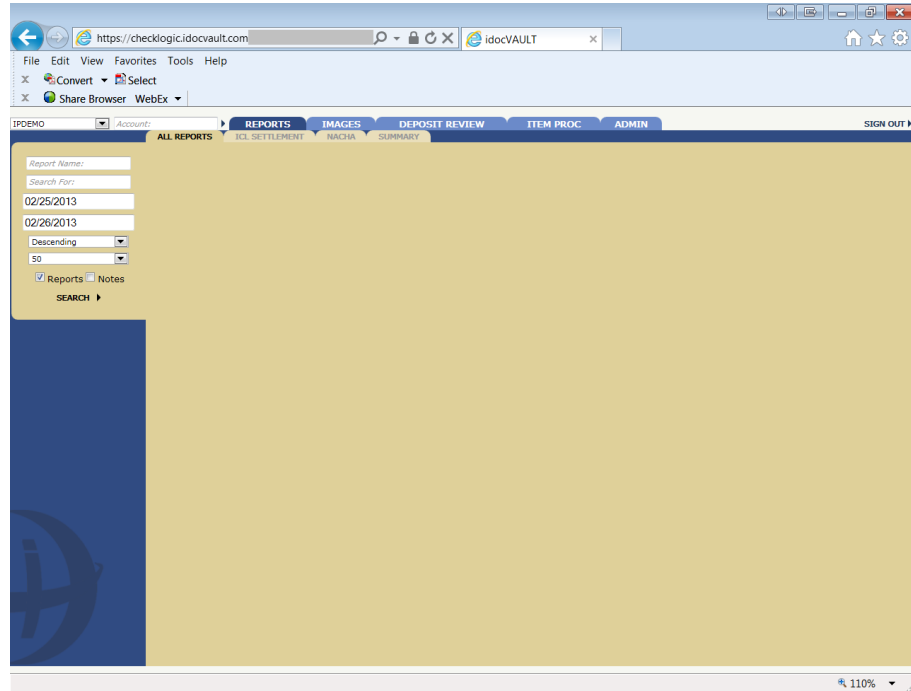 https://checklogic.idocvault.com
idocVAULT
File Edit View Favorites Tools Help
x Convert Select
x Share Browser WebEx
IPDEMO Account: REPORTS IMAGES DEPOSIT REVIEW ITEM PROC ADMIN SIGN OUT
ALL REPORTS ICL SETTLEMENT NACHA SUMMARY
Report Name:
Search For:
02/25/2013
02/26/2013
Descending
50
Reports Notes
SEARCH
110%